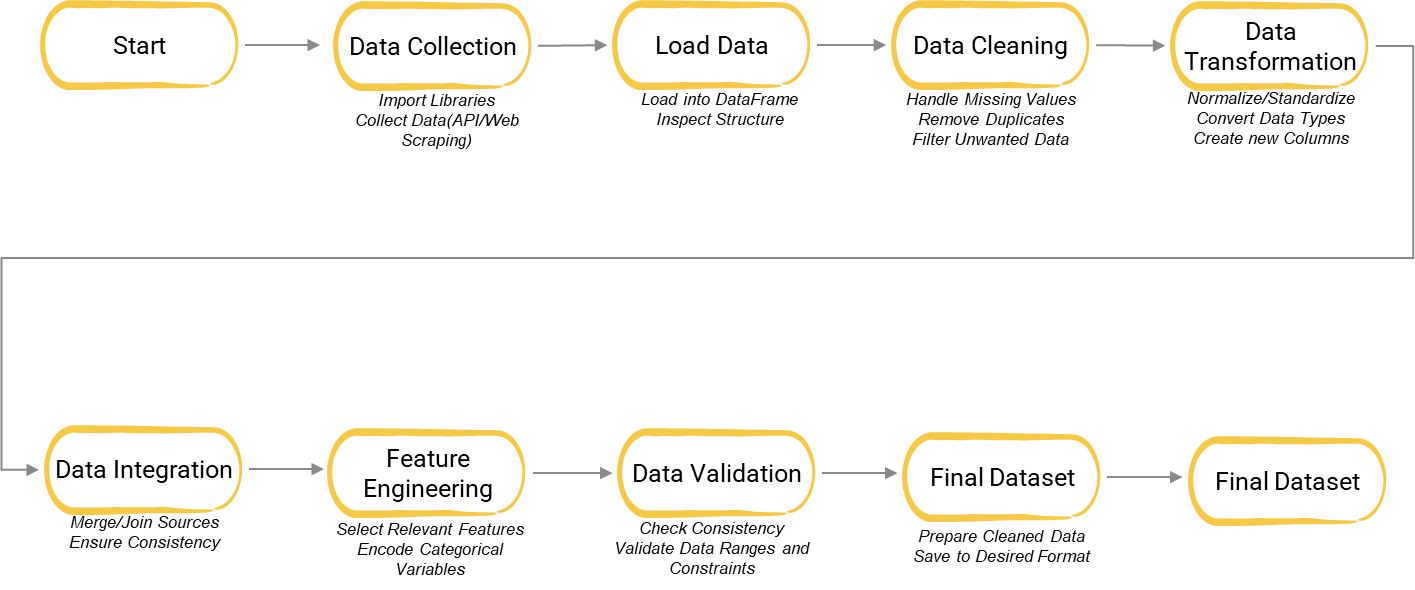 Start
Data Collection
Import Libraries
Collect Data(API/Web
Scraping)
Load Data
Load into DataFrame
Inspect Structure
Data Cleaning
Handle Missing Values
Remove Duplicates
Filter Unwanted Data
Data
Transformation
Normalize/Standardize
Convert Data Types
Create new Columns
Data Integration
Merge/Join Sources
Ensure Consistency
Feature
Engineering
Select Relevant Features
Encode Categorical
Variables
Data Validation
Check Consistency
Validate Data Ranges and
Constraints
Final Dataset
Prepare Cleaned Data
Save to Desired Format
Final Dataset